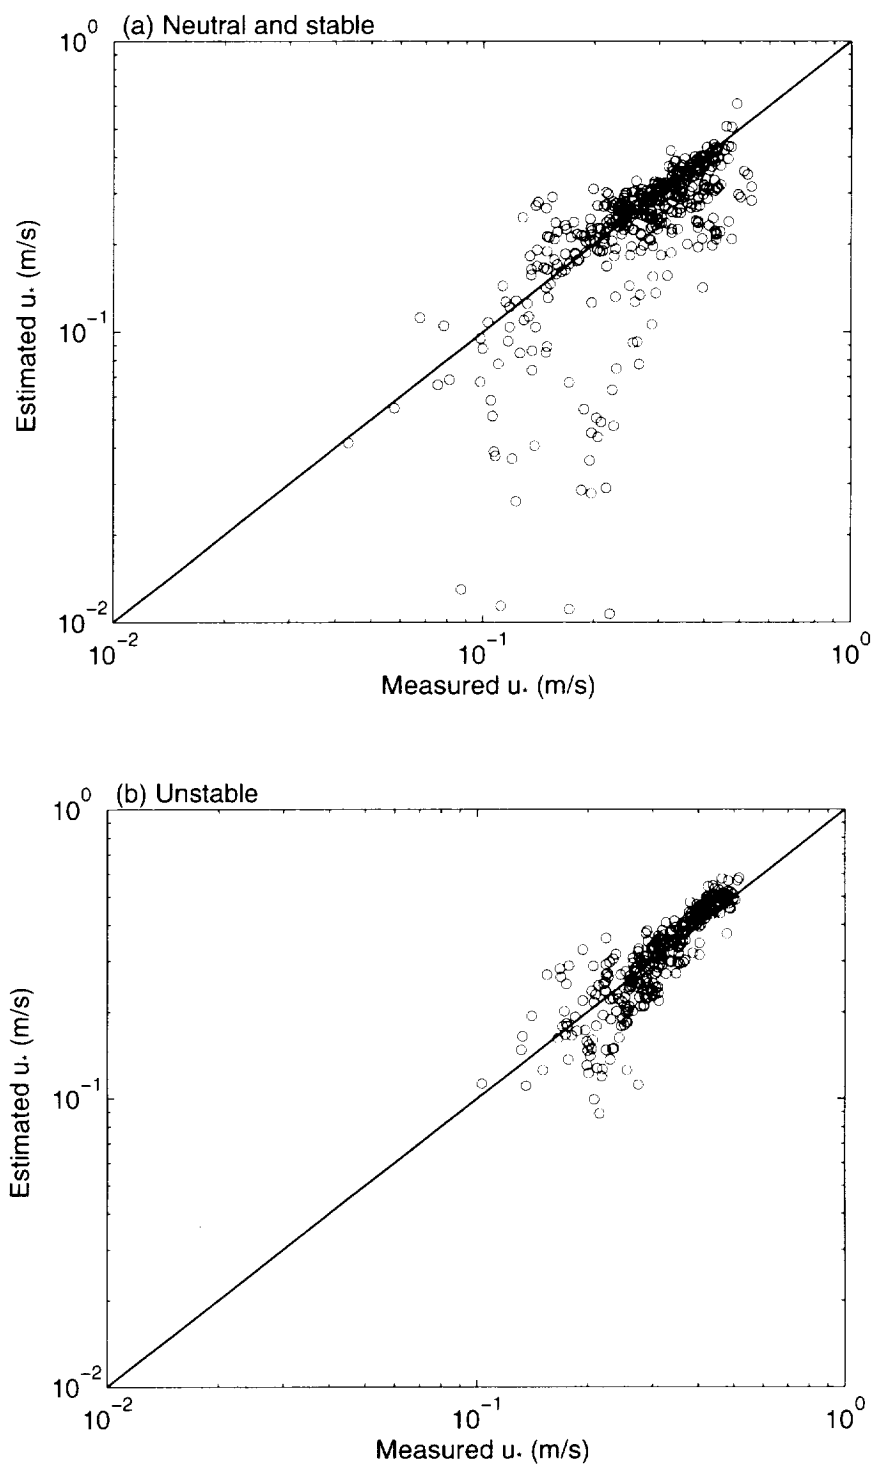 (a) Neutral and stable
10⁰
10⁻¹
10⁻²
Estimated u* (m/s)
10⁻² 10⁻¹ 10⁰
Measured u* (m/s)
(b) Unstable
10⁰
10⁻¹
10⁻²
Estimated u* (m/s)
10⁻² 10⁻¹ 10⁰
Measured u* (m/s)